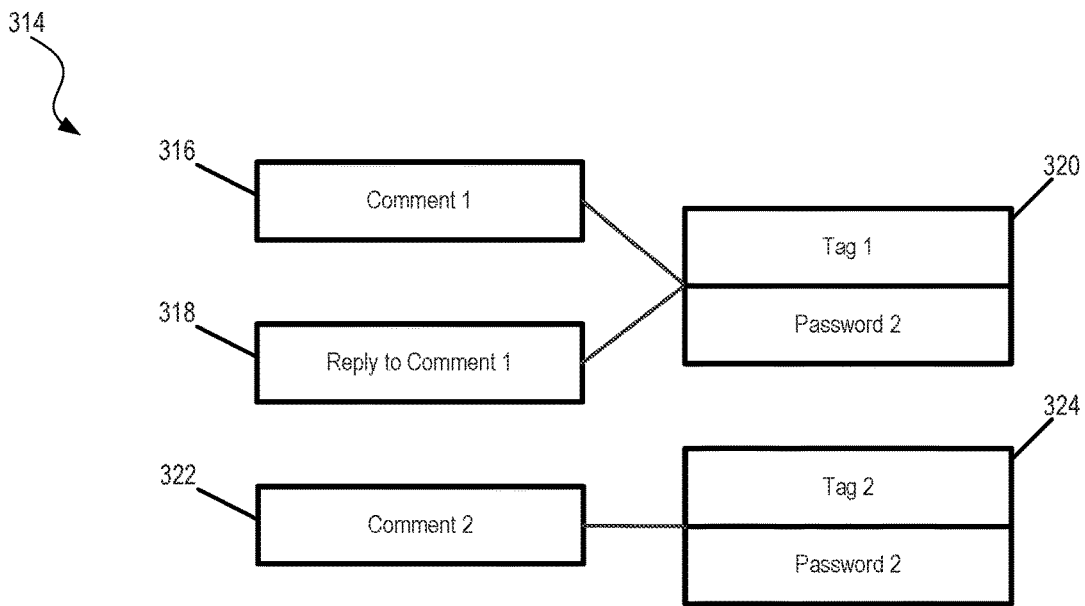 314
316
Comment 1
320
Tag 1
318
Password 2
Reply to Comment 1
324
322
Tag 2
Comment 2
Password 2